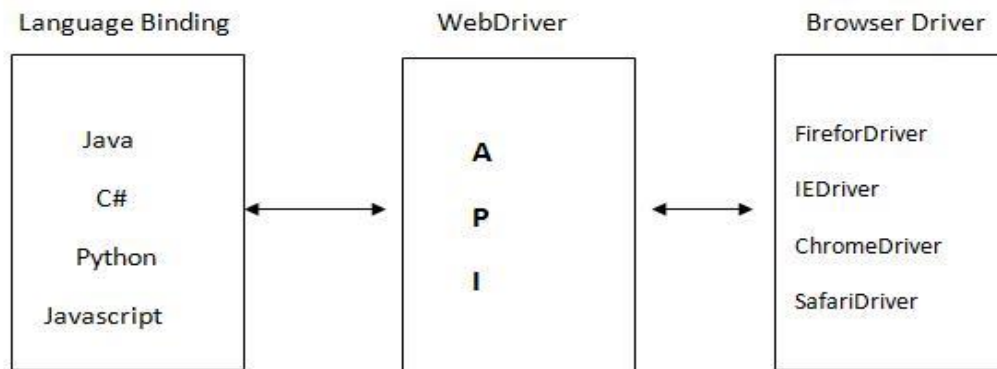 Language Binding
WebDriver
Browser Driver
Java
C#
Python
Javascript
A
P
I
FireforDriver
IEDriver
ChromeDriver
SafariDriver